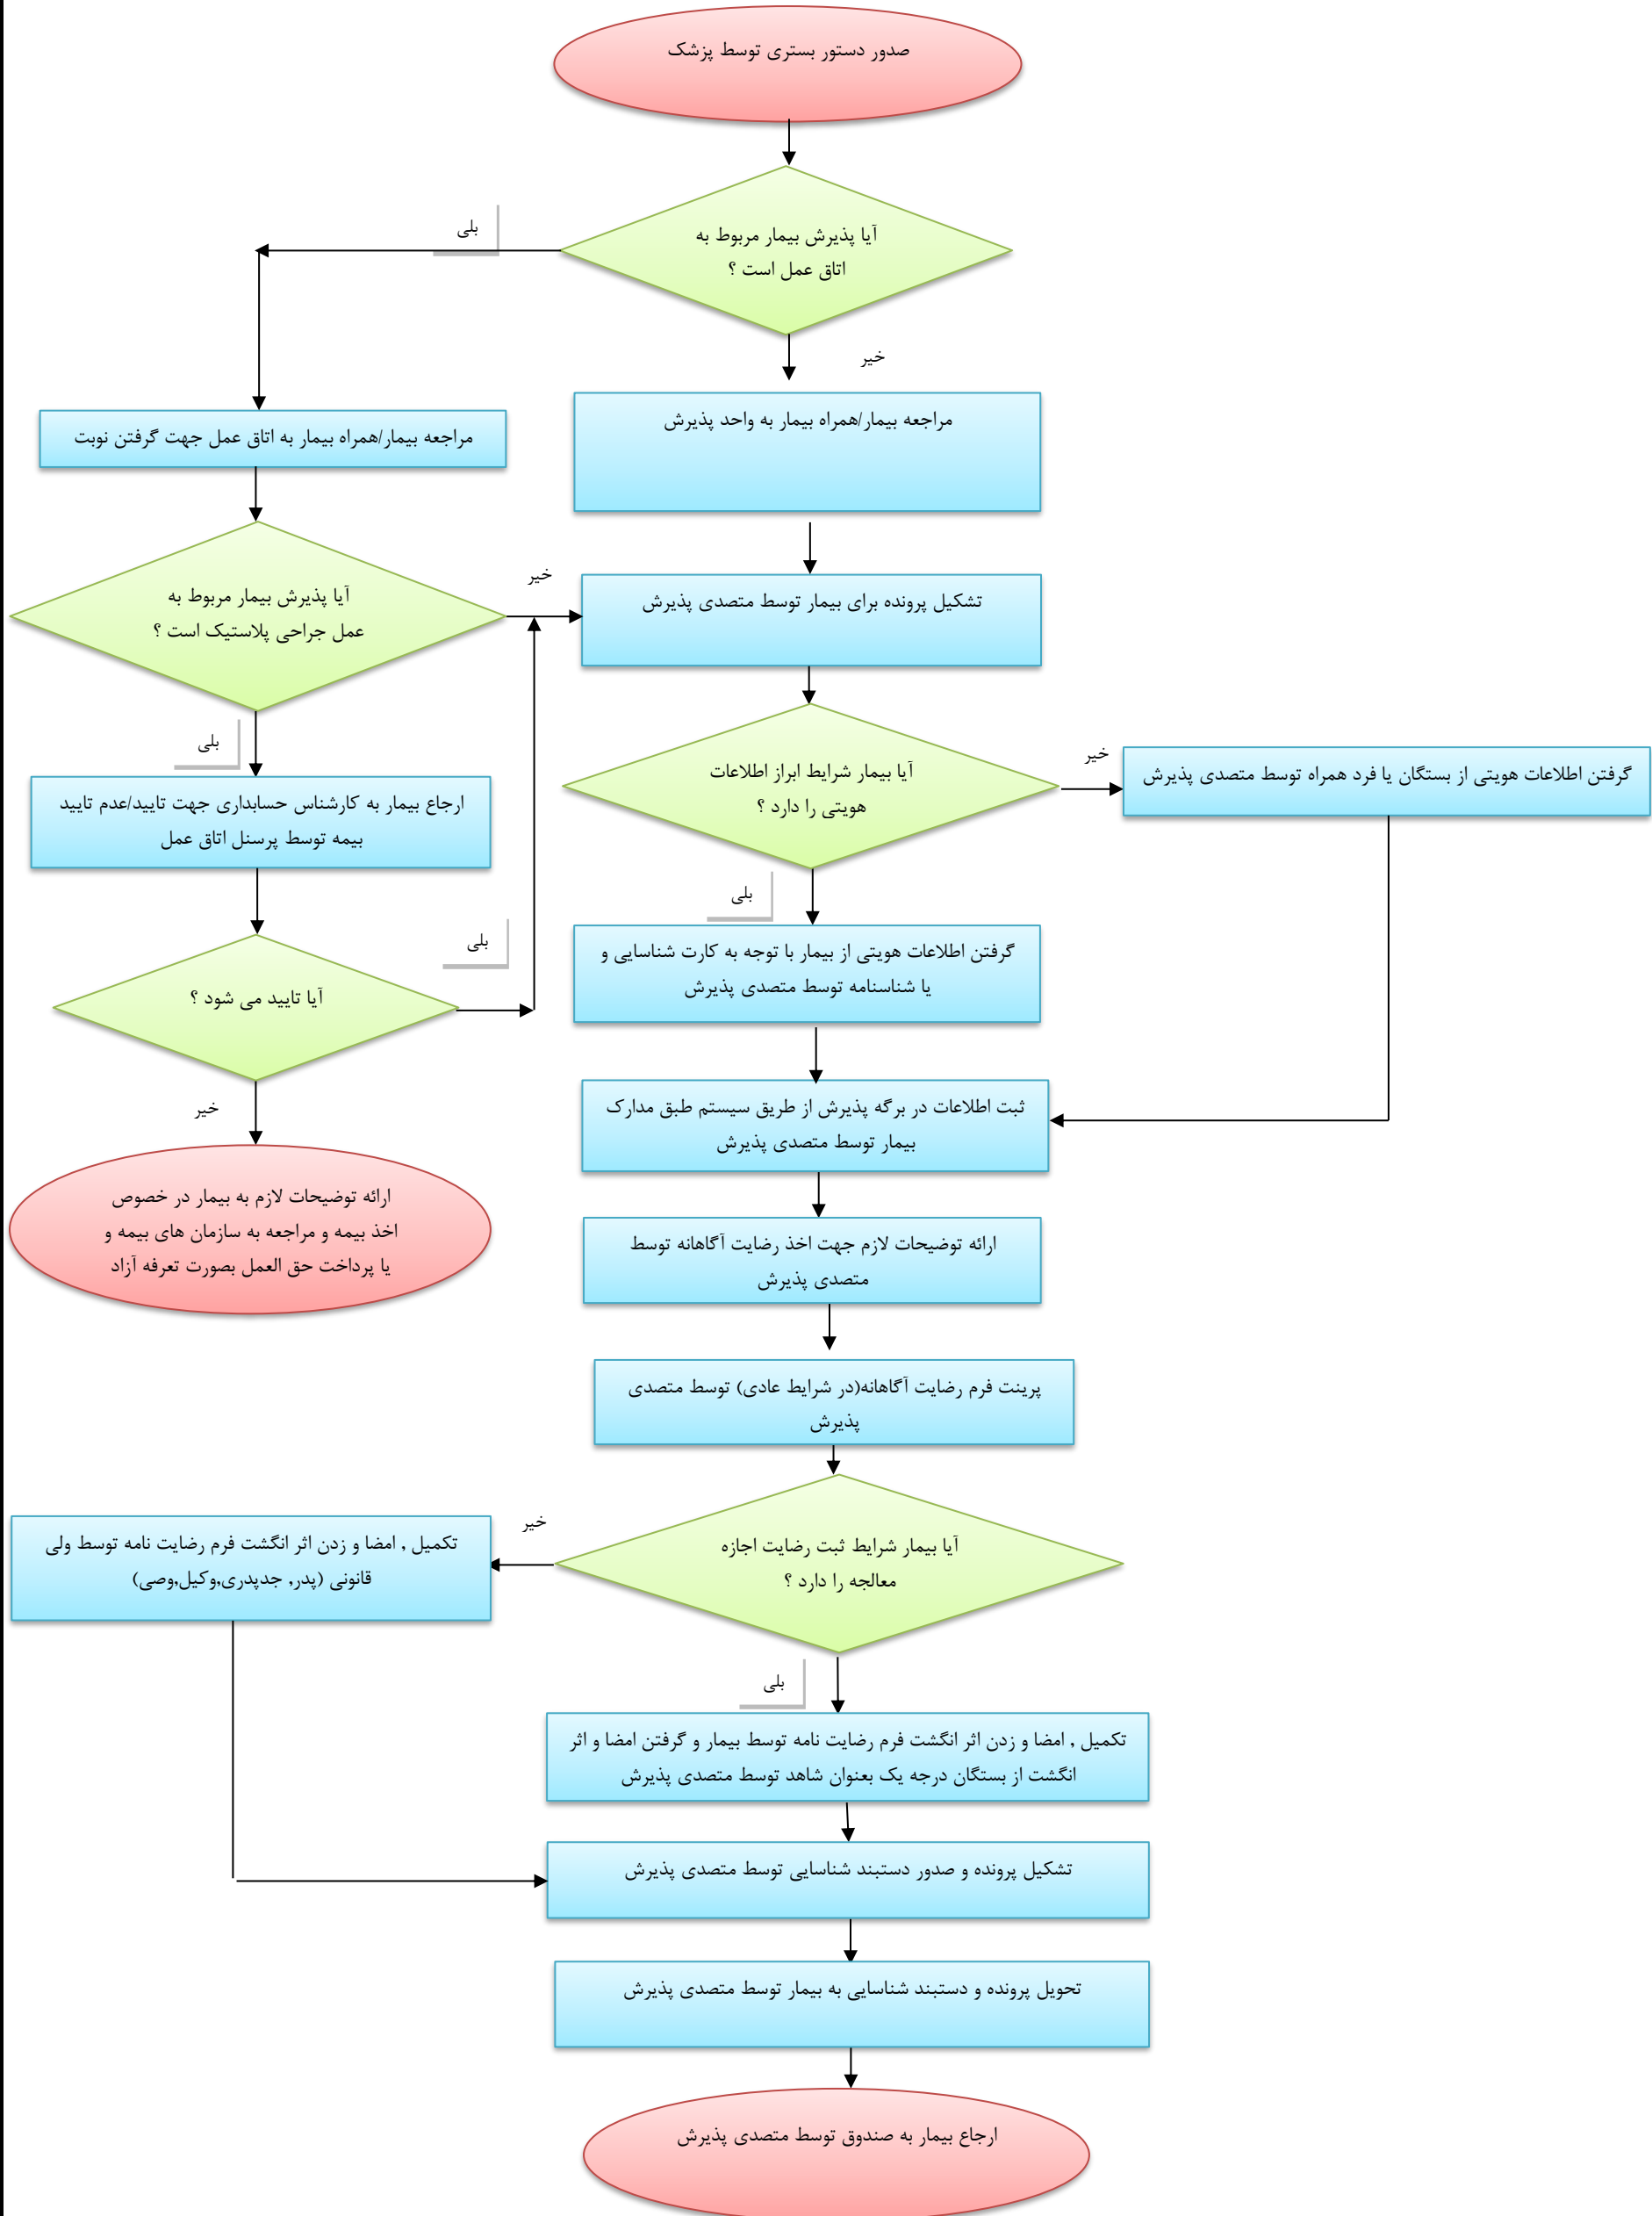 صدور دستور بستری توسط پزشک
آیا پذیرش بیمار مربوط به
اتاق عمل است ؟
بلی
خیر
مراجعه بیمار/همراه بیمار به واحد پذیرش
مراجعه بیمار/همراه بیمار به اتاق عمل جهت گرفتن نوبت
آیا پذیرش بیمار مربوط به
عمل جراحی پلاستیک است ؟
خیر
تشکیل پرونده برای بیمار توسط متصدی پذیرش
بلی
ارجاع بیمار به کارشناس حسابداری جهت تایید/عدم تایید
بیمه توسط پرسنل اتاق عمل
آیا بیمار شرایط ابراز اطلاعات
هویتی را دارد ؟
خیر
گرفتن اطلاعات هویتی از بستگان یا فرد همراه توسط متصدی پذیرش
بلی
گرفتن اطلاعات هویتی از بیمار با توجه به کارت شناسایی و
یا شناسنامه توسط متصدی پذیرش
آیا تایید می شود ؟
بلی
خیر
ارائه توضیحات لازم به بیمار در خصوص
اخذ بیمه و مراجعه به سازمان های بیمه و
یا پرداخت حق العمل بصورت تعرفه آزاد
ثبت اطلاعات در برگه پذیرش از طریق سیستم طبق مدارک
بیمار توسط متصدی پذیرش
ارائه توضیحات لازم جهت اخذ رضایت آگاهانه توسط
متصدی پذیرش
پرینت فرم رضایت آگاهانه(در شرایط عادی) توسط متصدی
پذیرش
آیا بیمار شرایط ثبت رضایت اجازه
معالجه را دارد ؟
خیر
تکمیل , امضا و زدن اثر انگشت فرم رضایت نامه توسط ولی
قانونی (پدر, جدپدری,وکیل,وصی)
بلی
تکمیل , امضا و زدن اثر انگشت فرم رضایت نامه توسط بیمار و گرفتن امضا و اثر
انگشت از بستگان درجه یک بعنوان شاهد توسط متصدی پذیرش
تشکیل پرونده و صدور دستبند شناسایی توسط متصدی پذیرش
تحویل پرونده و دستبند شناسایی به بیمار توسط متصدی پذیرش
ارجاع بیمار به صندوق توسط متصدی پذیرش